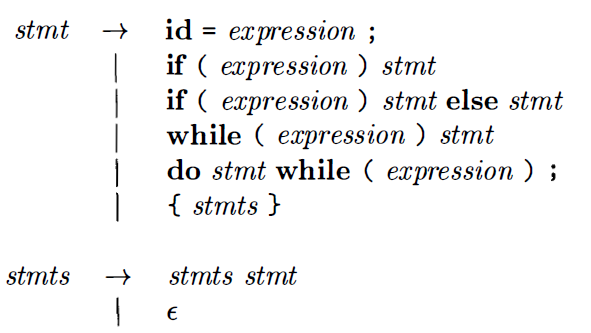 stmt → id = expression ;
| if ( expression ) stmt
| if ( expression ) stmt else stmt
| while ( expression ) stmt
| do stmt while ( expression ) ;
| { stmts }
stmts → stmts stmt
| ϵ